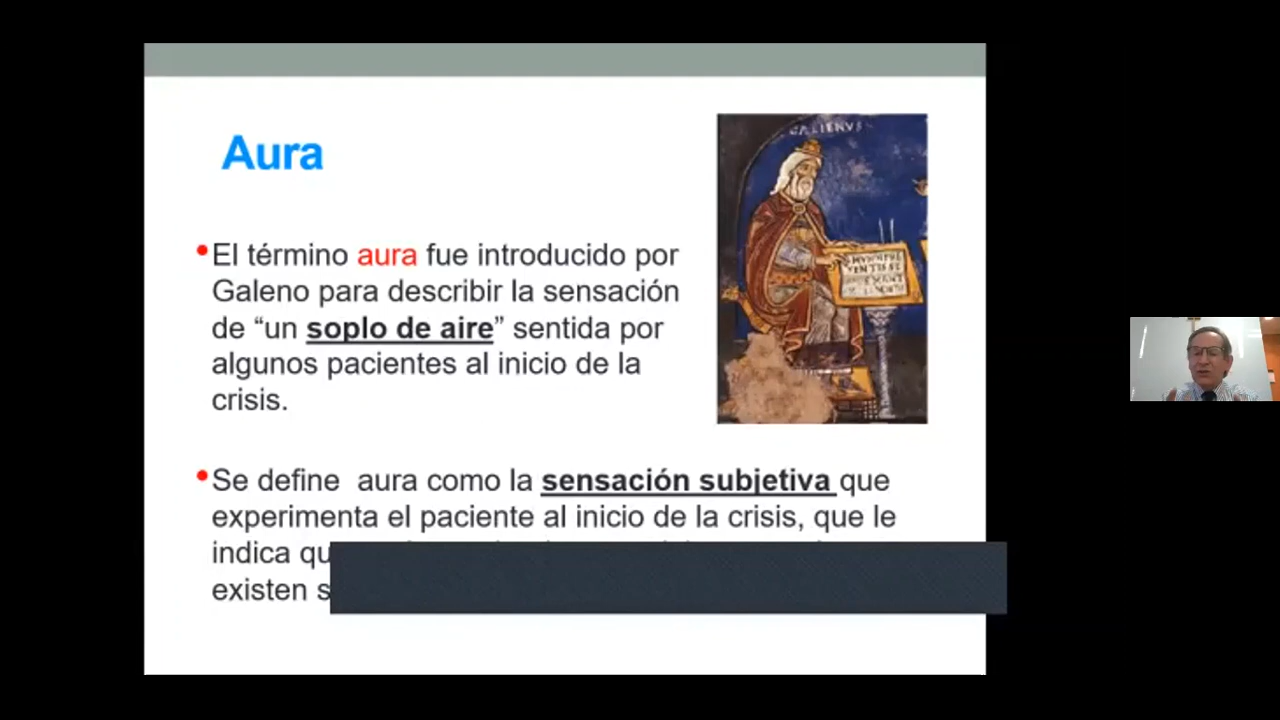 Aura
GALIENVS
•El término aura fue introducido por
Galeno para describir la sensación
de “un soplo de aire” sentida por
algunos pacientes al inicio de la
crisis.
•Se define aura como la sensación subjetiva que
experimenta el paciente al inicio de la crisis, que le
indica
existen